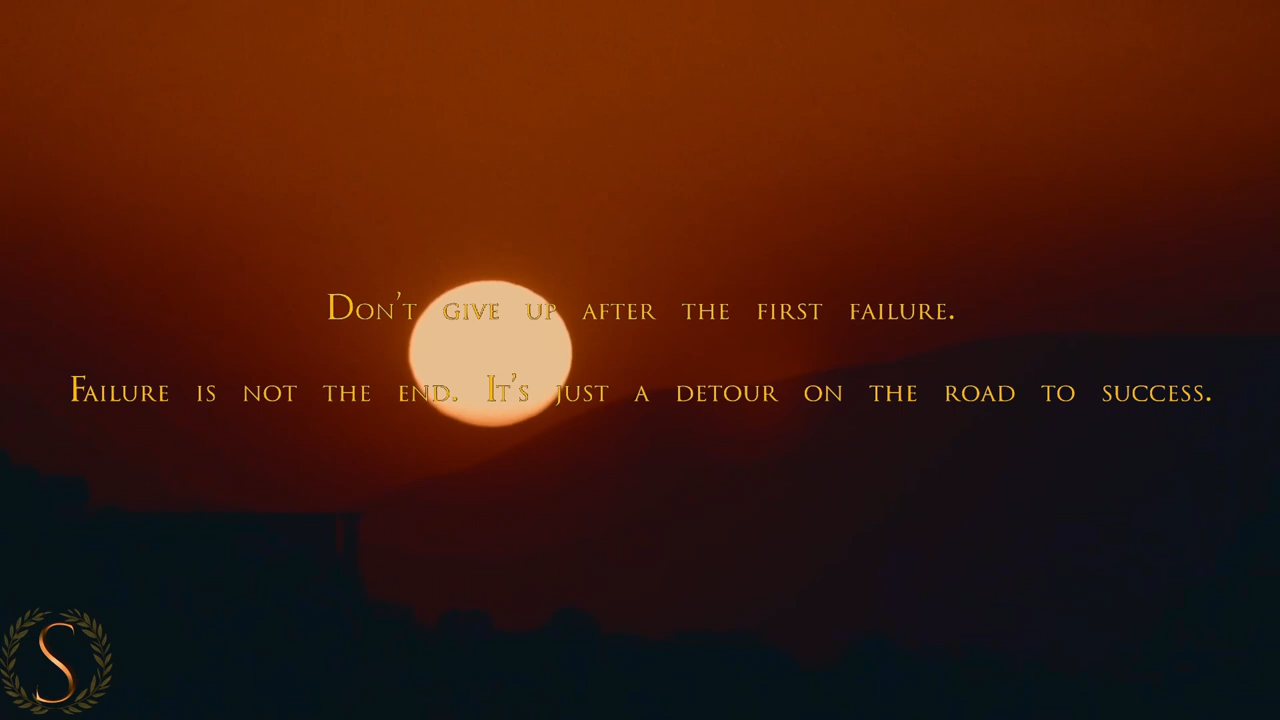 Don't give up after the first failure.
Failure is not the end. It's just a detour on the road to success.
S